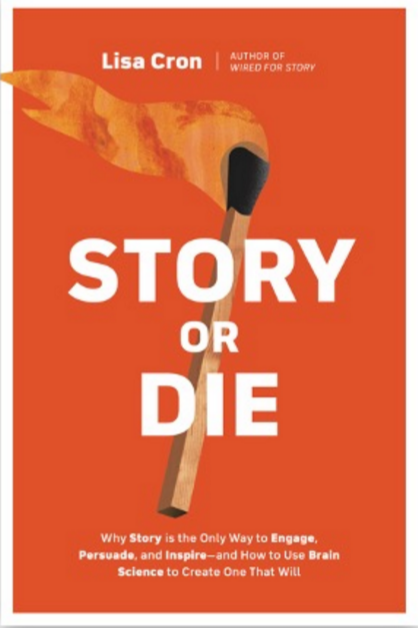 Lisa Cron
AUTHOR OF
WIRED FOR STORY
STORY
OR
DIE
Why Story is the Only Way to Engage,
Persuade, and Inspire—and How to Use Brain
Science to Create One That Will